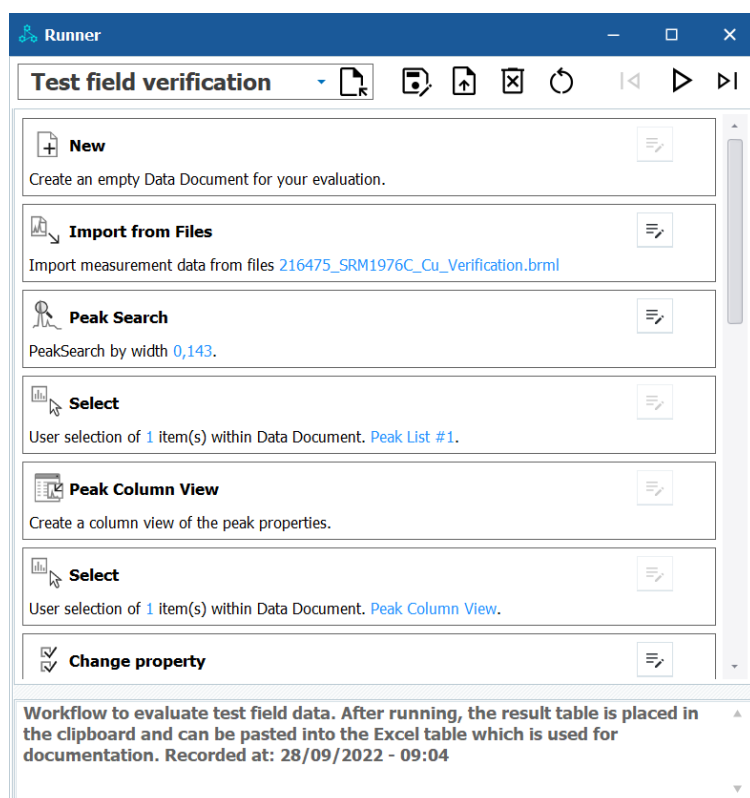 Runner
Test field verification
New
Create an empty Data Document for your evaluation.
Import from Files
Import measurement data from files 216475_SRM1976C_Cu_Verification.brml
Peak Search
PeakSearch by width 0,143.
Select
User selection of 1 item(s) within Data Document. Peak List #1.
Peak Column View
Create a column view of the peak properties.
Select
User selection of 1 item(s) within Data Document. Peak Column View.
Change property
Workflow to evaluate test field data. After running, the result table is placed in
the clipboard and can be pasted into the Excel table which is used for
documentation. Recorded at: 28/09/2022 - 09:04